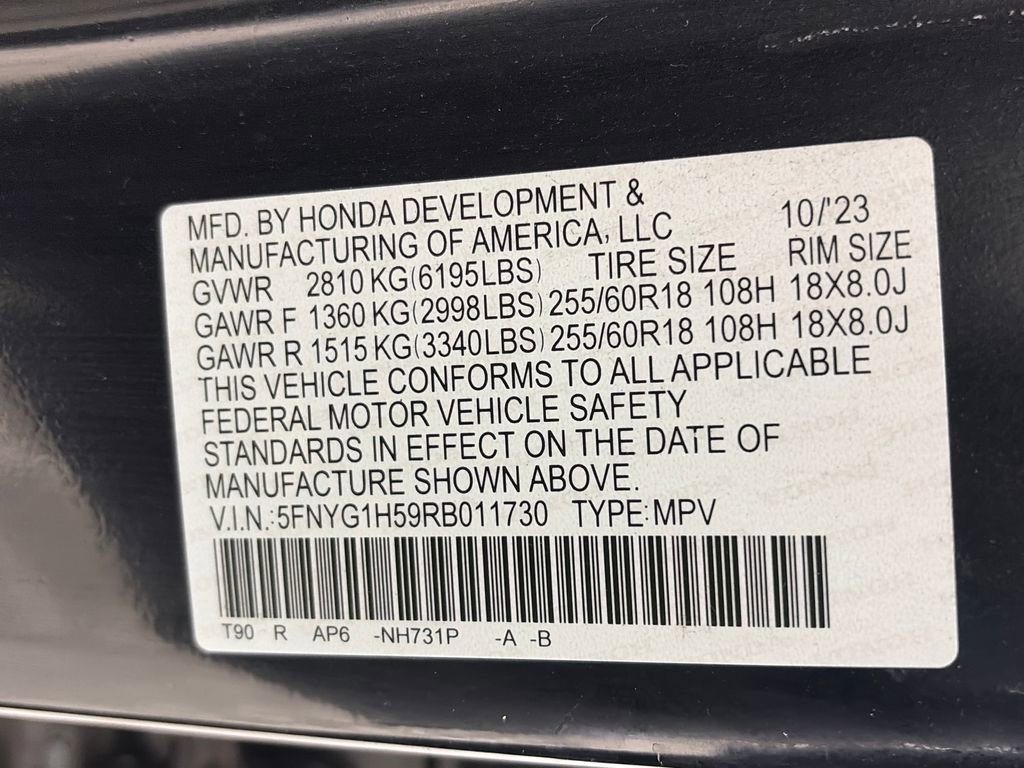 MFD. BY HONDA DEVELOPMENT &
MANUFACTURING OF AMERICA, LLC 10/'23
GVWR 2810 KG(6195LBS) TIRE SIZE RIM SIZE
GAWR F 1360 KG(2998LBS) 255/60R18 108H 18X8.0J
GAWR R 1515 KG(3340LBS) 255/60R18 108H 18X8.0J
THIS VEHICLE CONFORMS TO ALL APPLICABLE
FEDERAL MOTOR VEHICLE SAFETY
STANDARDS IN EFFECT ON THE DATE OF
MANUFACTURE SHOWN ABOVE.
V.I.N.:5FNYG1H59RB011730 TYPE:MPV
T90 R AP6 -NH731P -A -B